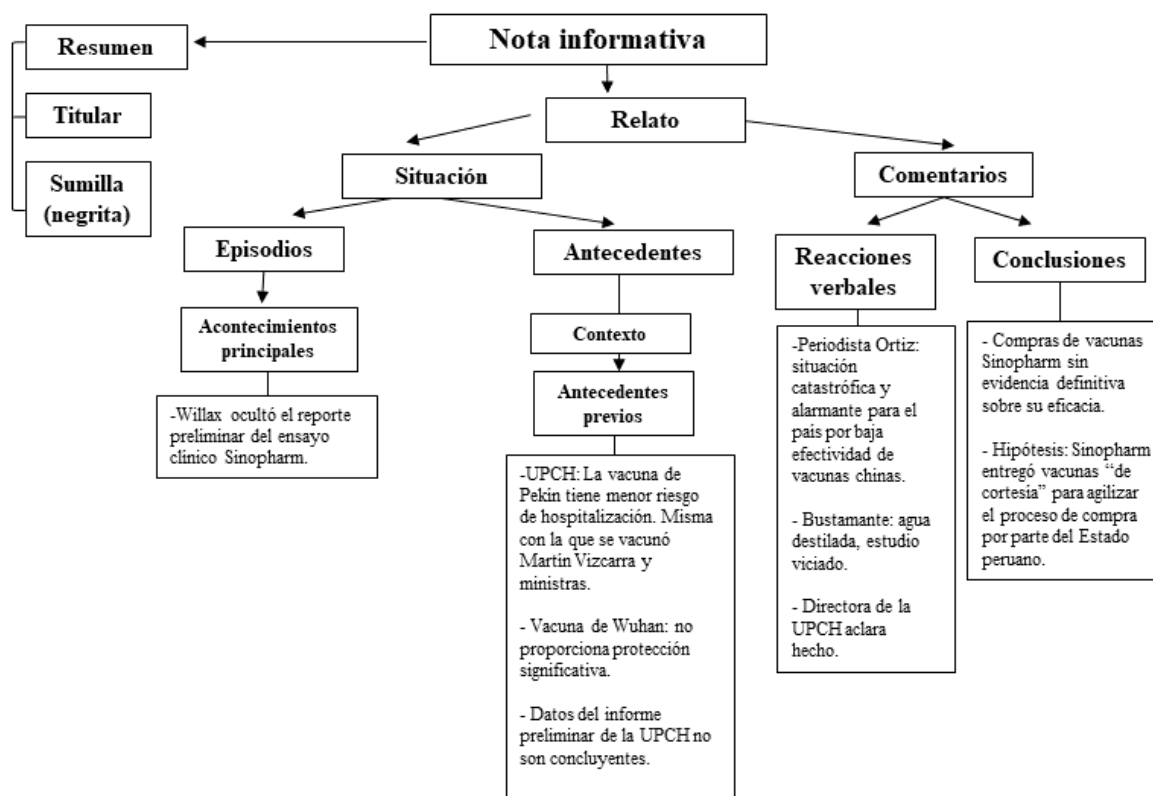 Nota informativa
Resumen
Titular
Sumilla
(negrita)
Relato
Situación
Comentarios
Episodios
Antecedentes
Reacciones
verbales
Conclusiones
Acontecimientos
principales
-Willax ocultó el reporte
preliminar del ensayo
clínico Sinopharm.
Contexto
Antecedentes
previos
-UPCH: La vacuna de
Pekín tiene menor riesgo
de hospitalización. Misma
con la que se vacunó
Martín Vizcarra y
ministras.
- Vacuna de Wuhan: no
proporciona protección
significativa.
- Datos del informe
preliminar de la UPCH no
son concluyentes.
-Periodista Ortiz:
situación
catastrófica y
alarmante para el
país por baja
efectividad de
vacunas chinas.
- Bustamante: agua
destilada, estudio
viciado.
- Directora de la
UPCH aclara
hecho.
- Compras de vacunas
Sinopharm sin
evidencia definitiva
sobre su eficacia.
- Hipótesis: Sinopharm
entregó vacunas “de
cortesía” para agilizar
el proceso de compra
por parte del Estado
peruano.